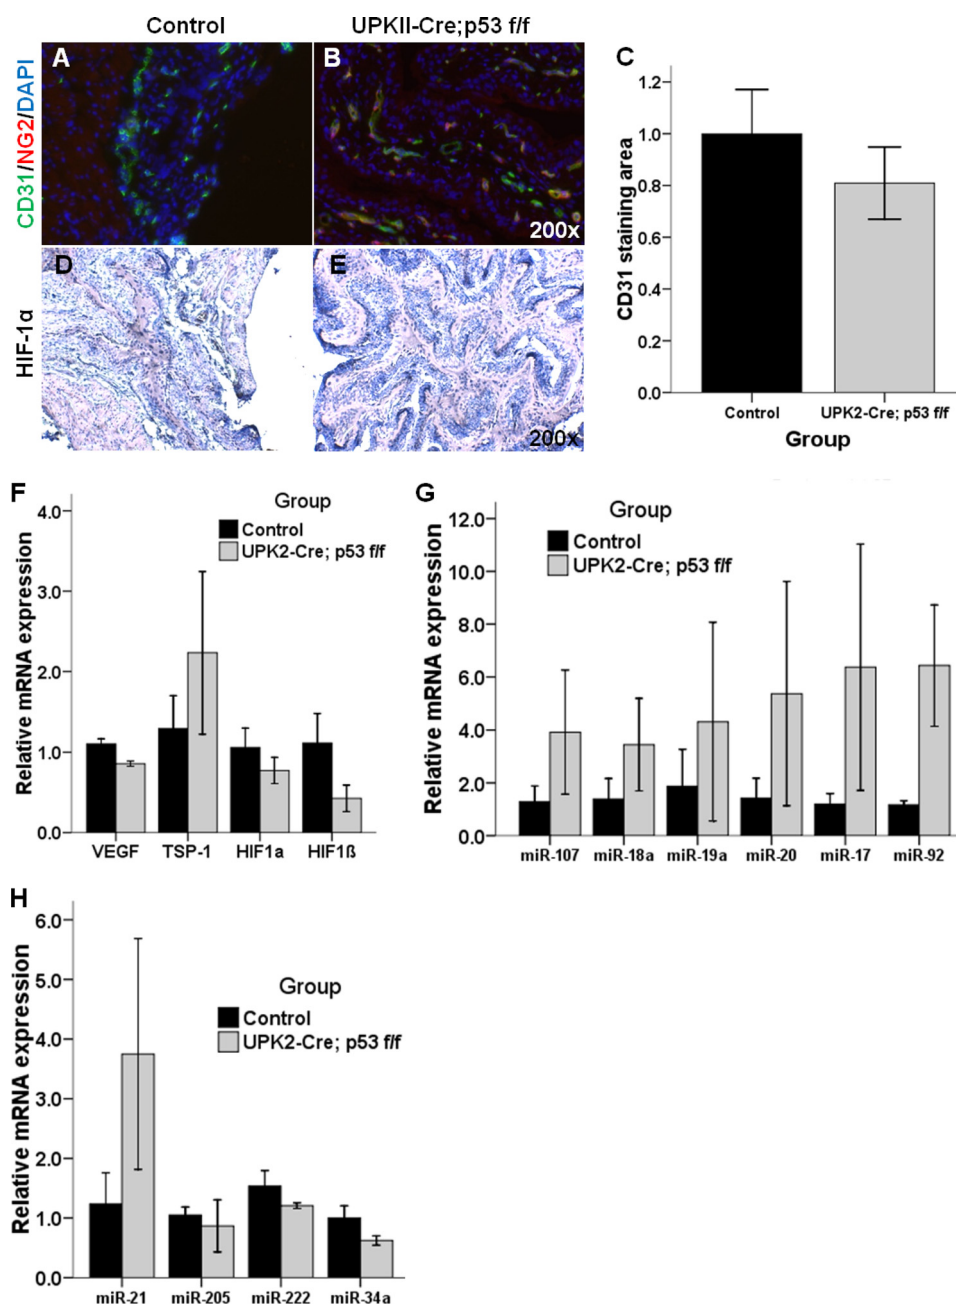 Control
UPKII-Cre;p53 f/f
CD31/NG2/DAPI
A
B
200x
C
CD31 staining area
1.2
1.0
0.8
0.6
0.4
0.2
0.0
Control
UPK2-Cre; p53 f/f
Group
HIF-1α
D
E
200x
F
Relative mRNA expression
4.0
3.0
2.0
1.0
0.0
Group
Control
UPK2-Cre; p53 f/f
VEGF
TSP-1
HIF1a
HIF1ß
G
Relative mRNA expression
12.0
10.0
8.0
6.0
4.0
2.0
0.0
Group
Control
UPK2-Cre; p53 f/f
miR-107
miR-18a
miR-19a
miR-20
miR-17
miR-92
H
Relative mRNA expression
6.0
5.0
4.0
3.0
2.0
1.0
0.0
Group
Control
UPK2-Cre; p53 f/f
miR-21
miR-205
miR-222
miR-34a